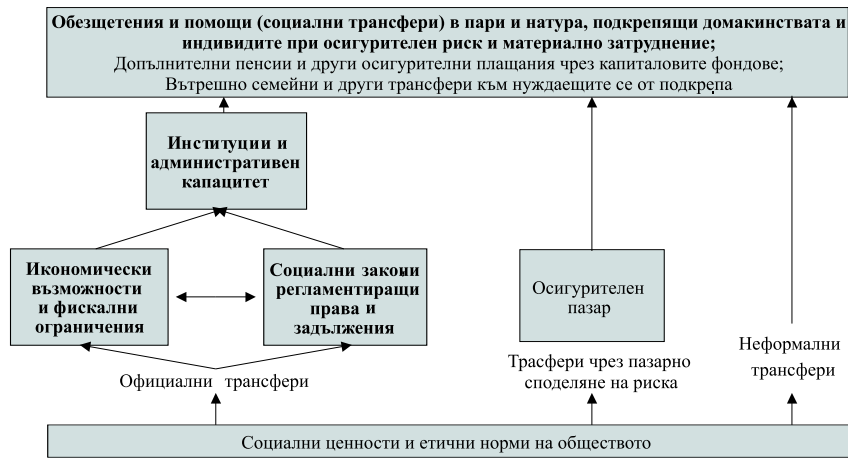 Обезщетения и помощи (социални трансфери) в пари и натура, подкрепящи домакинствата и
индивидите при осигурителен риск и материално затруднение;
Допълнителни пенсии и други осигурителни плащания чрез капиталовите фондове;
Вътрешно семейни и други трансфери към нуждаещите се от подкрепа
Институции и
административен
капацитет
Икономически
възможности
и фискални
ограничения
Социални закони
регламентиращи
права и
задължения
Осигурителен
пазар
Официални трансфери
Трасфери чрез пазарно
споделяне на риска
Неформални
трансфери
Социални ценности и етични норми на обществото